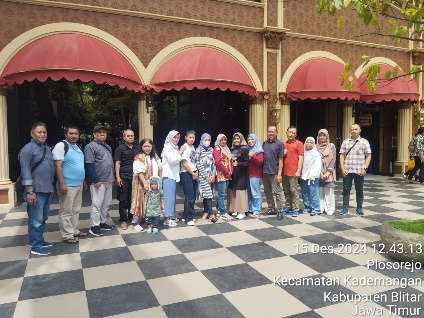 15 Des 2024 12.43.13
Plosorejo
Kecamatan Kademangan
Kabupaten Blitar
Jawa Timur